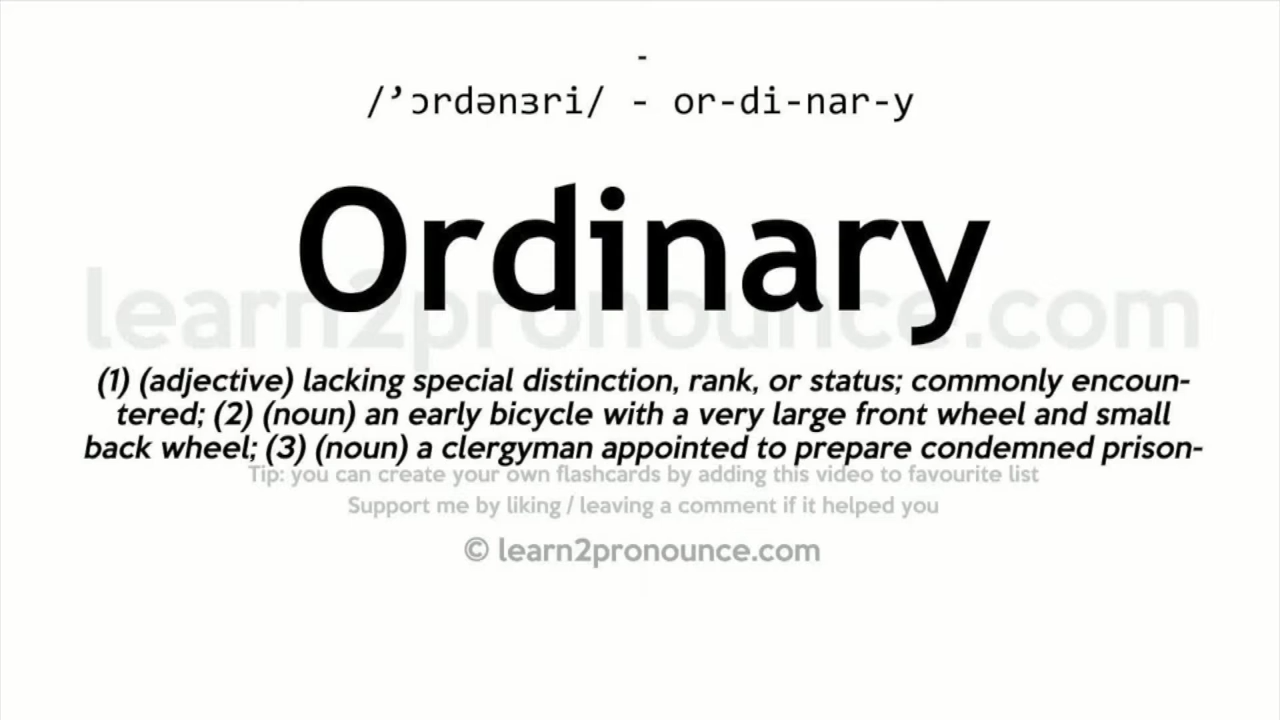 -
/’ɔrdənɜri/ - or-di-nar-y
Ordinary
learn2pronounce.com
(1) (adjective) lacking special distinction, rank, or status; commonly encoun-
tered; (2) (noun) an early bicycle with a very large front wheel and small
back wheel; (3) (noun) a clergyman appointed to prepare condemned prison-
Tip: you can create your own flashcards by adding this video to favourite list
Support me by liking / leaving a comment if it helped you
© learn2pronounce.com